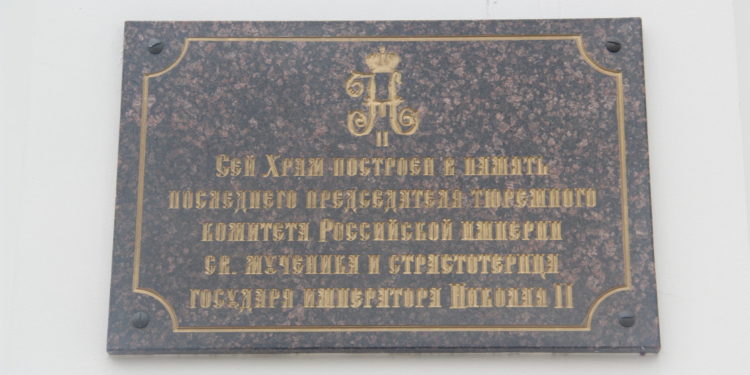 Н
II
Сей Храм построен в память
последнего председателя тюремного
комитета Российской империи
св. мученика и страстотерпца
государя императора Николая II